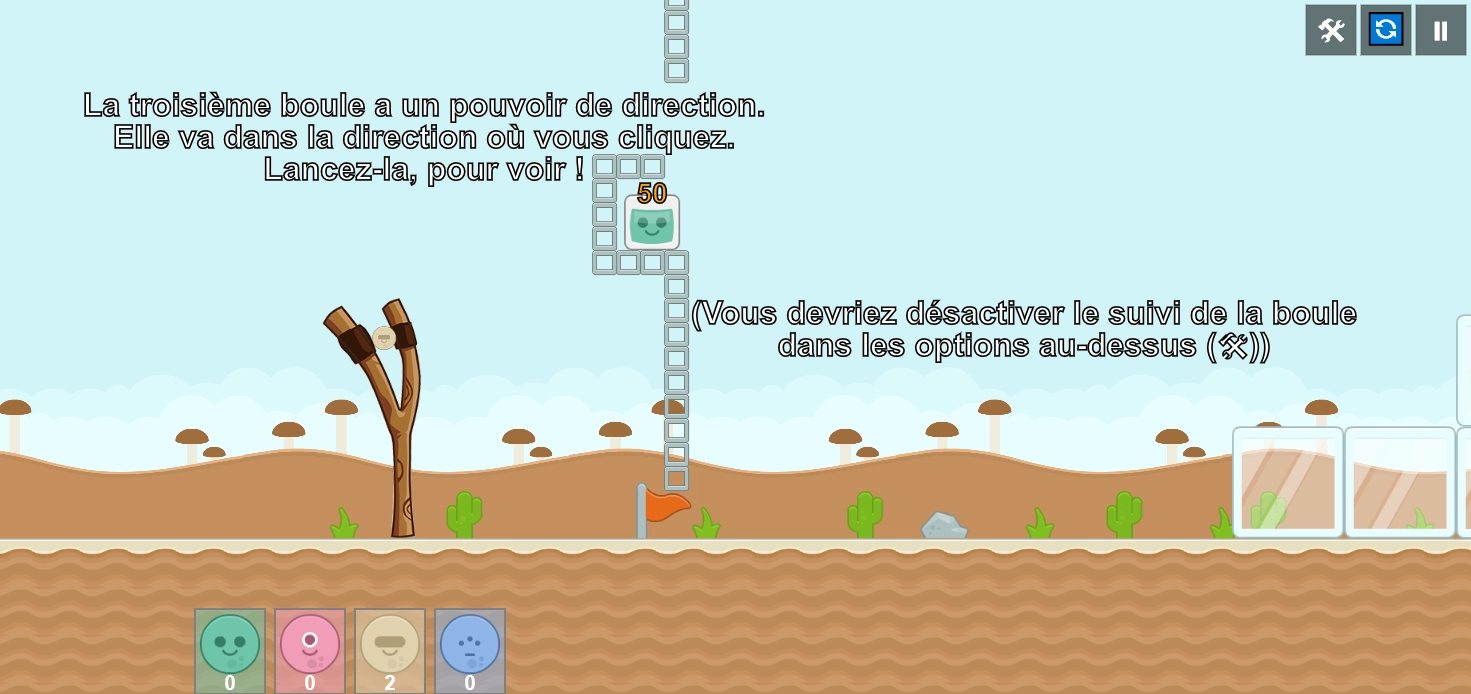 La troisième boule a un pouvoir de direction.
Elle va dans la direction où vous cliquez.
Lancez-la, pour voir !
50
(Vous devriez désactiver le suivi de la boule
dans les options au-dessus (🛠))
0
0
2
0